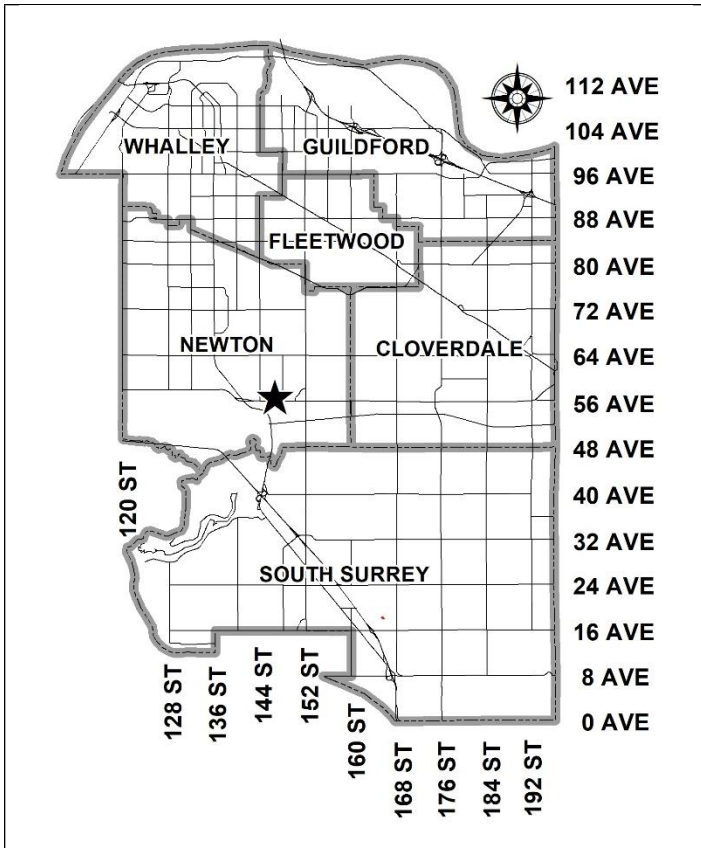 112 AVE
104 AVE
WHALLEY
GUILDFORD
96 AVE
88 AVE
FLEETWOOD
80 AVE
72 AVE
NEWTON
CLOVERDALE
64 AVE
56 AVE
48 AVE
120 ST
40 AVE
32 AVE
SOUTH SURREY
24 AVE
16 AVE
128 ST
136 ST
144 ST
152 ST
160 ST
8 AVE
0 AVE
168 ST
176 ST
184 ST
192 ST